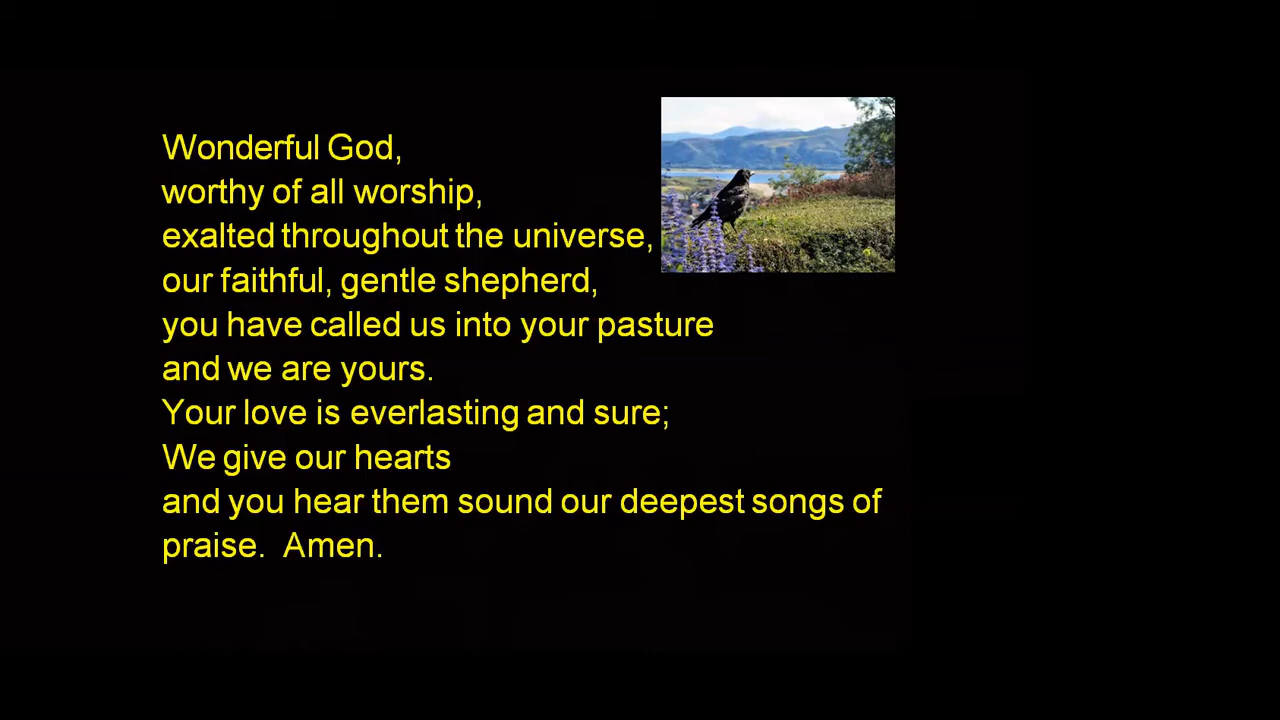 Wonderful God,
worthy of all worship,
exalted throughout the universe,
our faithful, gentle shepherd,
you have called us into your pasture
and we are yours.
Your love is everlasting and sure;
We give our hearts
and you hear them sound our deepest songs of
praise.  Amen.